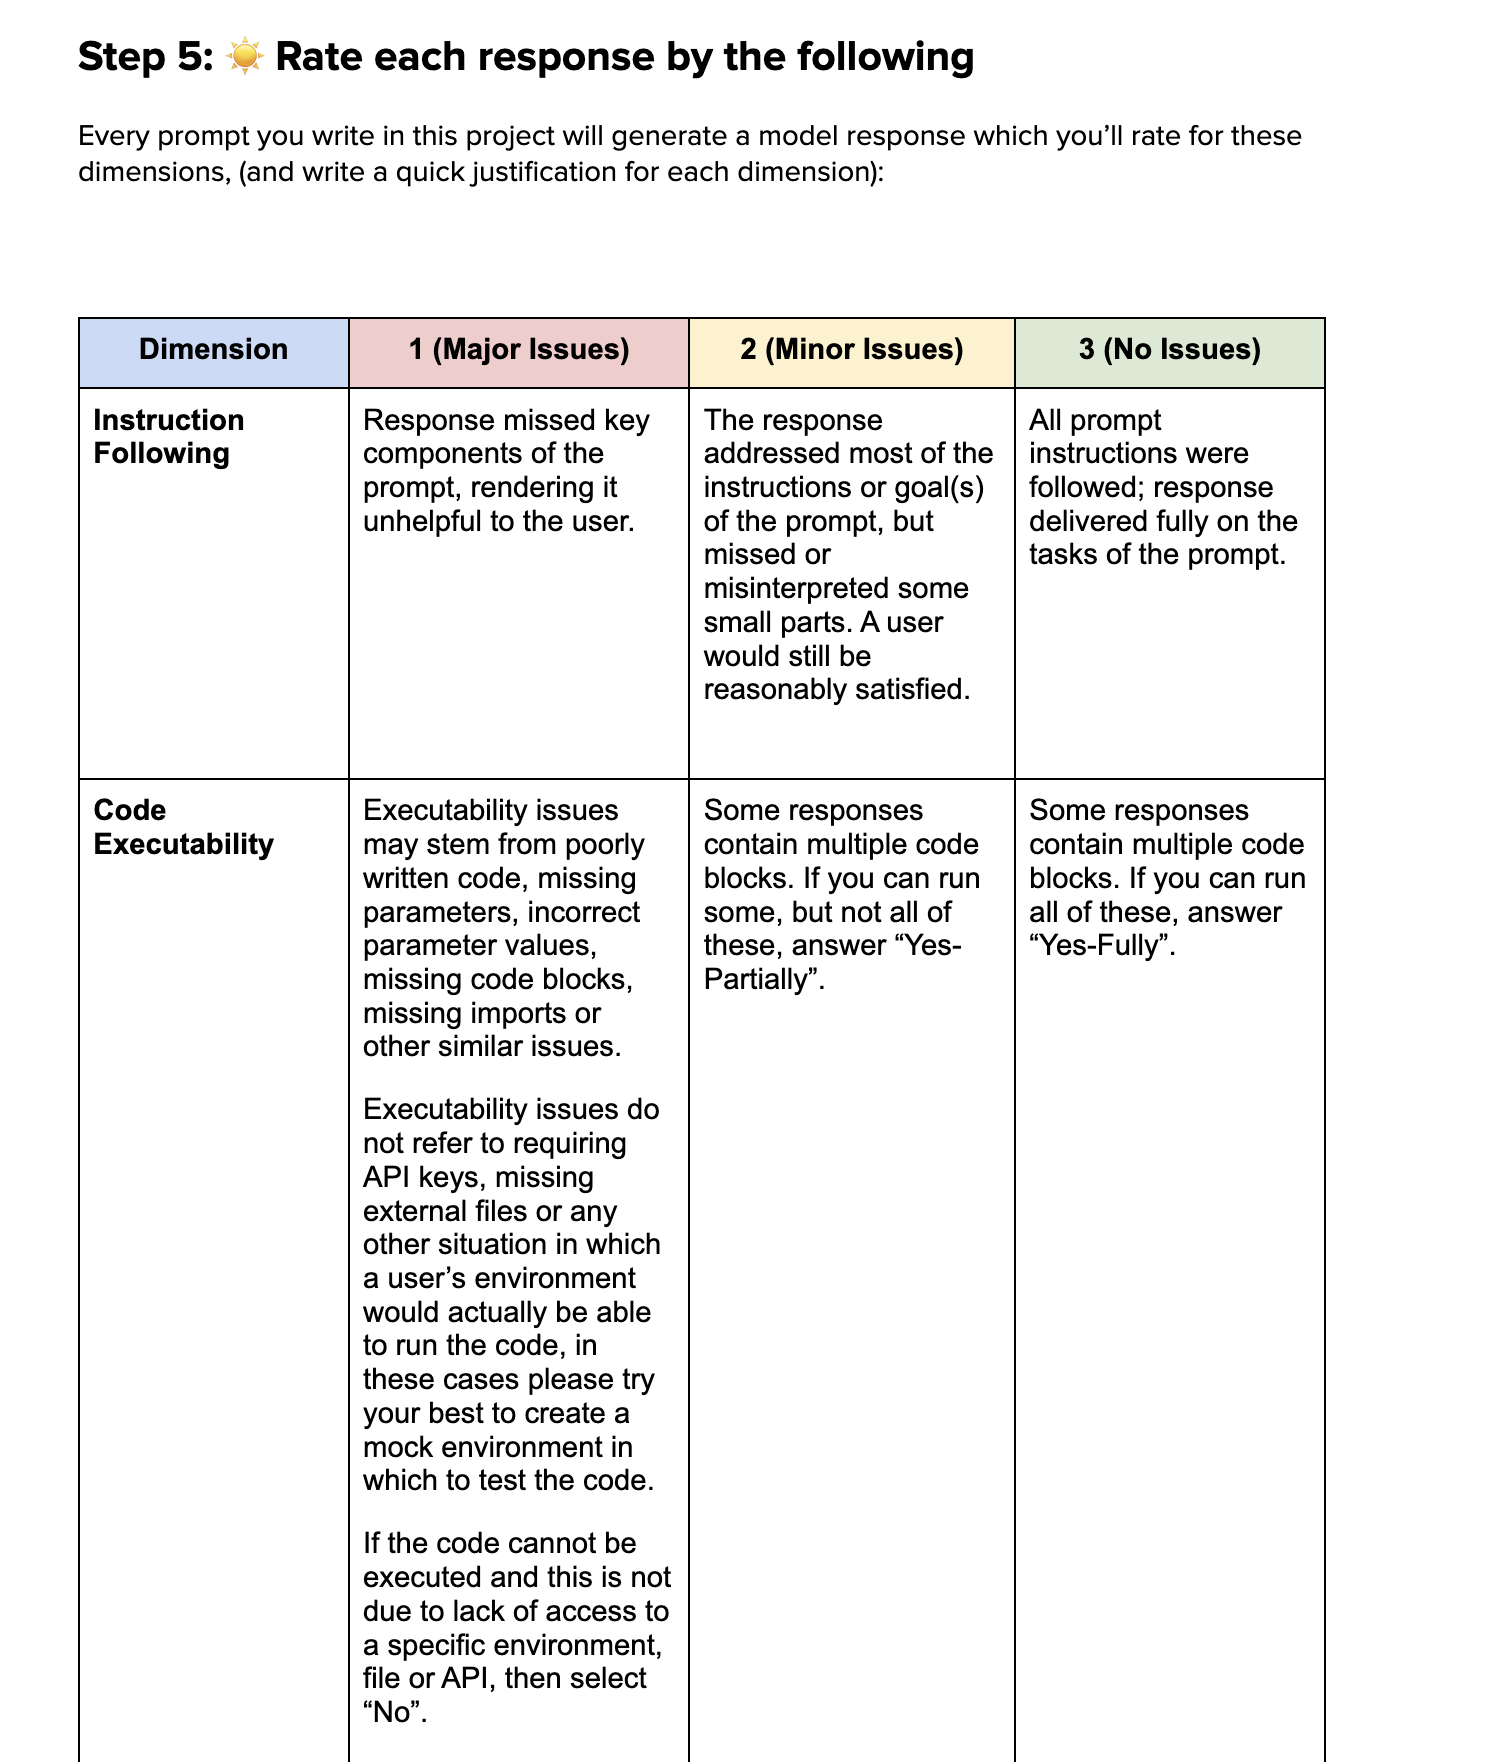 Step 5: ☀️ Rate each response by the following
Every prompt you write in this project will generate a model response which you’ll rate for these
dimensions, (and write a quick justification for each dimension):
Dimension
1 (Major Issues)
2 (Minor Issues)
3 (No Issues)
Instruction
Following
Response missed key
components of the
prompt, rendering it
unhelpful to the user.
The response
addressed most of the
instructions or goal(s)
of the prompt, but
missed or
misinterpreted some
small parts. A user
would still be
reasonably satisfied.
All prompt
instructions were
followed; response
delivered fully on the
tasks of the prompt.
Code
Executability
Executability issues
may stem from poorly
written code, missing
parameters, incorrect
parameter values,
missing code blocks,
missing imports or
other similar issues.
Executability issues do
not refer to requiring
API keys, missing
external files or any
other situation in which
a user’s environment
would actually be able
to run the code, in
these cases please try
your best to create a
mock environment in
which to test the code.
If the code cannot be
executed and this is not
due to lack of access to
a specific environment,
file or API, then select
“No”.
Some responses
contain multiple code
blocks. If you can run
some, but not all of
these, answer “Yes-
Partially”.
Some responses
contain multiple code
blocks. If you can run
all of these, answer
“Yes-Fully”.